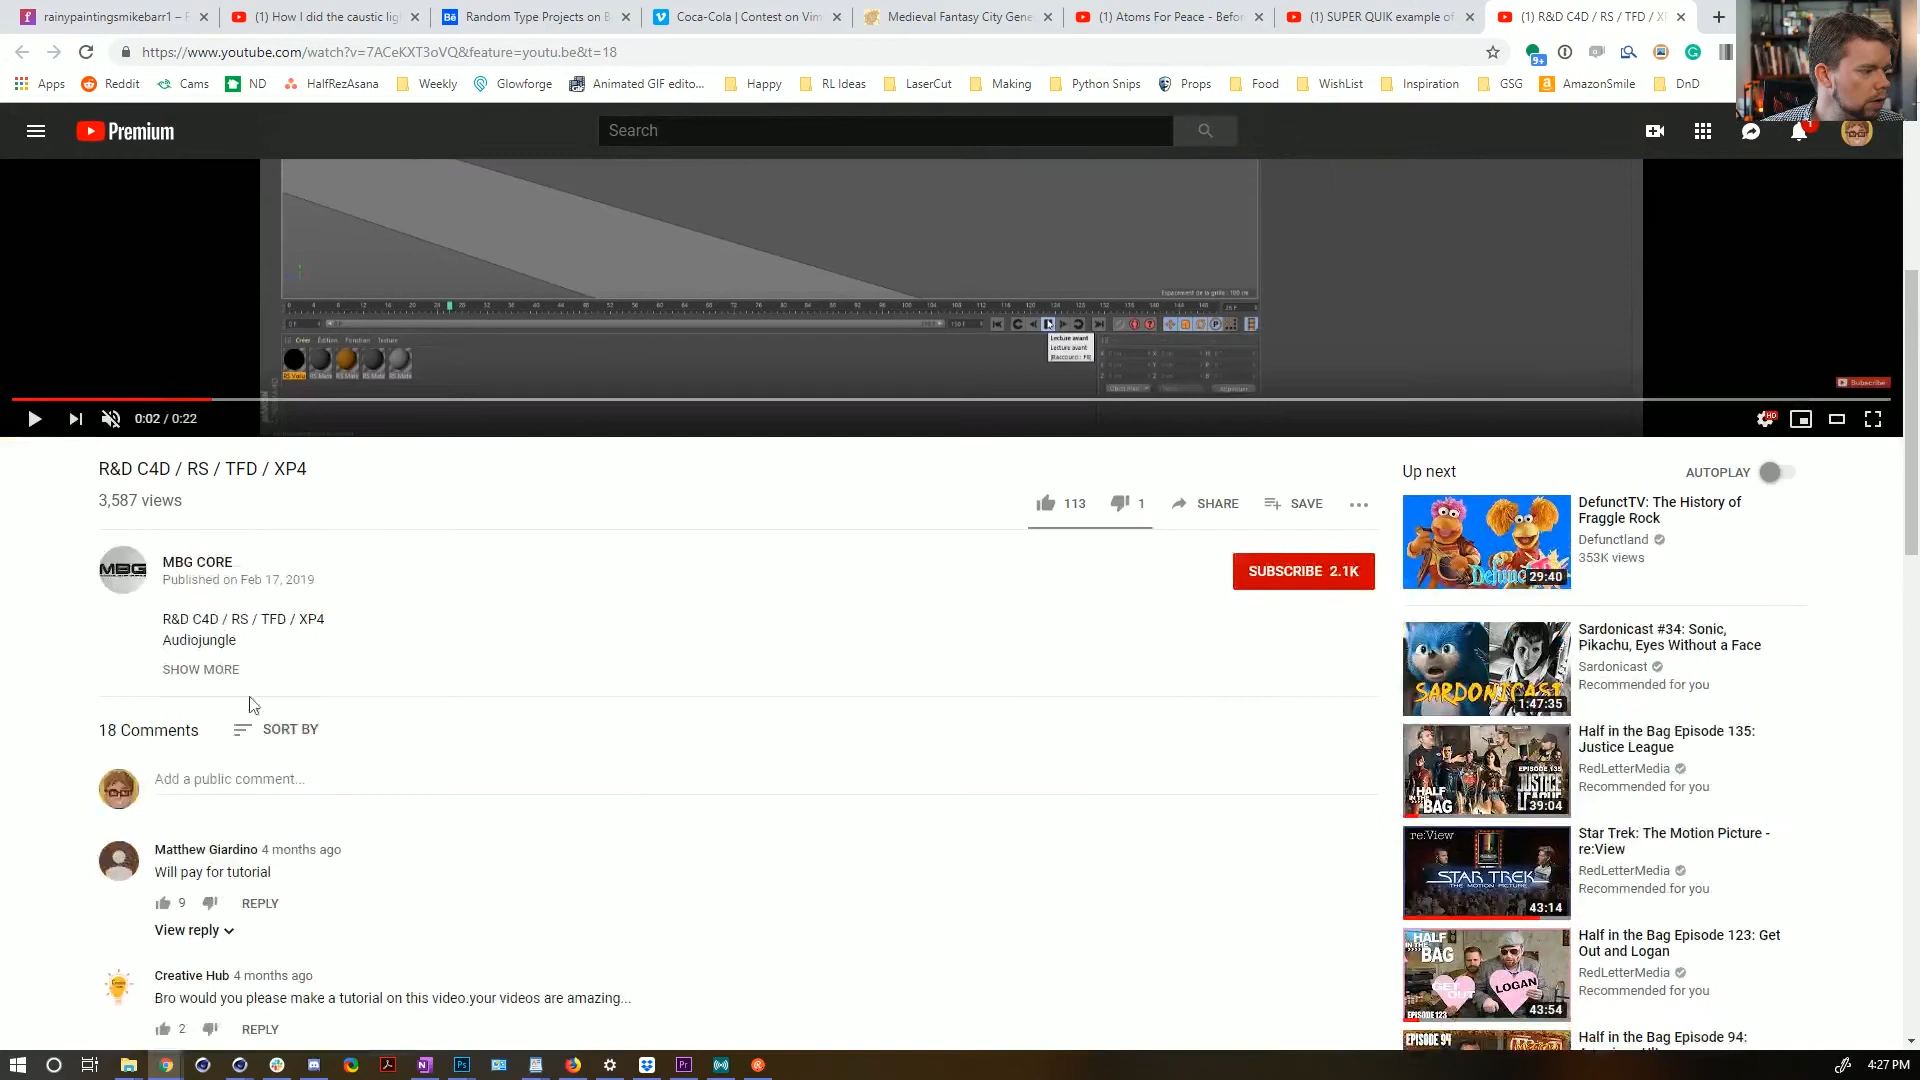 rainypaintingsmikebarr1 – F
(1) How I did the caustic lig
Random Type Projects on B
Coca-Cola | Contest on Vim
Medieval Fantasy City Gene
(1) Atoms For Peace - Befor
(1) SUPER QUIK example of
(1) R&D C4D / RS / TFD / X
https://www.youtube.com/watch?v=7ACeKXT3oVQ&feature=youtu.be&t=18
9+
Apps
Reddit
Cams
ND
HalfRezAsana
Weekly
Glowforge
Animated GIF edito...
Happy
RL Ideas
LaserCut
Making
Python Snips
Props
Food
WishList
Inspiration
GSG
AmazonSmile
DnD
Premium
Search
Espacement de la grille : 100 cm
Créer Édition Fonction Texture
Lecture avant
Lecture avant
Subscribe
0:02 / 0:22
HD
R&D C4D / RS / TFD / XP4
3,587 views
113
1
SHARE
SAVE
MBG
MBG CORE
Published on Feb 17, 2019
SUBSCRIBE 2.1K
R&D C4D / RS / TFD / XP4
Audiojungle
SHOW MORE
18 Comments
SORT BY
Add a public comment...
Matthew Giardino 4 months ago
Will pay for tutorial
9
REPLY
View reply
Creative Hub 4 months ago
Bro would you please make a tutorial on this video.your videos are amazing...
2
REPLY
Up next
AUTOPLAY
DefunctTV: The History of
Fraggle Rock
Defunctland
353K views
29:40
Sardonicast #34: Sonic,
Pikachu, Eyes Without a Face
Sardonicast
Recommended for you
SARDONICAST
1:47:35
Half in the Bag Episode 135:
Justice League
RedLetterMedia
Recommended for you
HALF
IN THE
BAG
EPISODE 135
JUSTICE
LEAGUE
39:04
Star Trek: The Motion Picture -
re:View
RedLetterMedia
Recommended for you
re:View
STAR TREK
THE MOTION PICTURE
43:14
Half in the Bag Episode 123: Get
Out and Logan
RedLetterMedia
Recommended for you
HALF
IN THE
BAG
GET OUT
LOGAN
EPISODE 123
43:54
Half in the Bag Episode 94:
EPISODE 94
4:27 PM